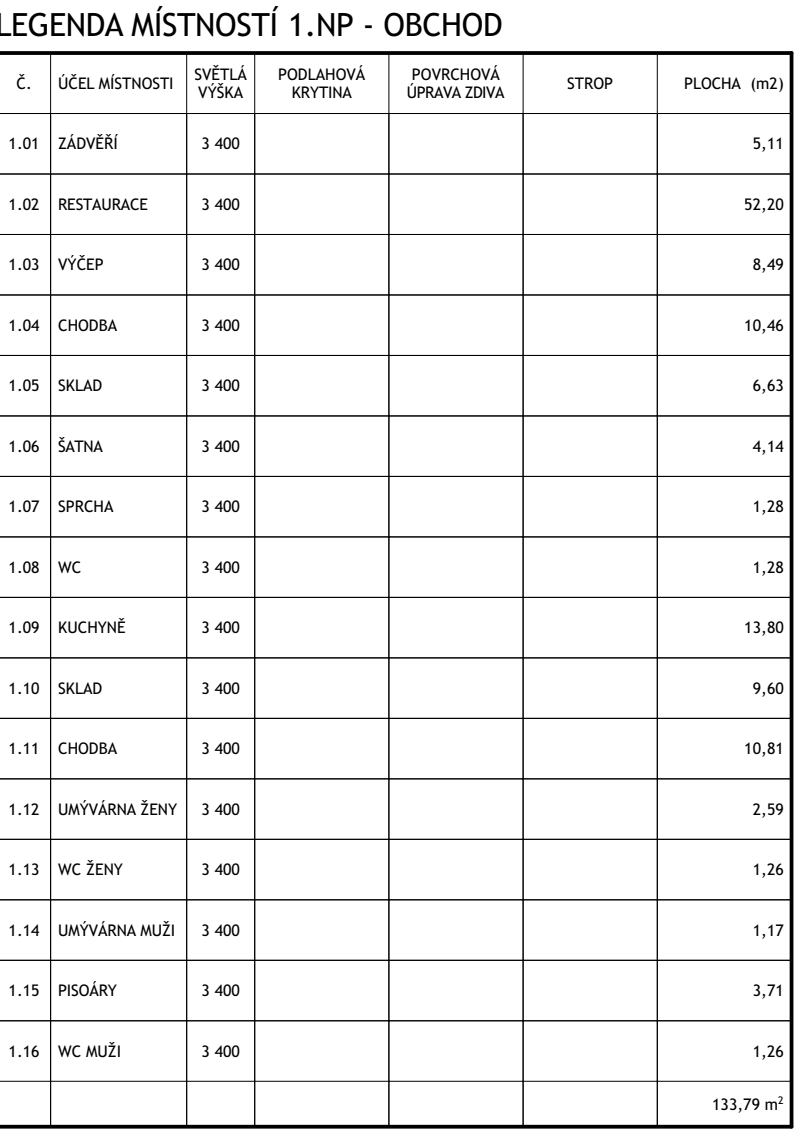 LEGENDA MÍSTNOSTÍ 1.NP - OBCHOD
Č. ÚČEL MÍSTNOSTI SVĚTLÁ VÝŠKA PODLAHOVÁ KRYTINA POVRCHOVÁ ÚPRAVA ZDIVA STROP PLOCHA (m2)
1.01 ZÁDVĚŘÍ 3 400 5,11
1.02 RESTAURACE 3 400 52,20
1.03 VÝČEP 3 400 8,49
1.04 CHODBA 3 400 10,46
1.05 SKLAD 3 400 6,63
1.06 ŠATNA 3 400 4,14
1.07 SPRCHA 3 400 1,28
1.08 WC 3 400 1,28
1.09 KUCHYNĚ 3 400 13,80
1.10 SKLAD 3 400 9,60
1.11 CHODBA 3 400 10,81
1.12 UMÝVÁRNA ŽENY 3 400 2,59
1.13 WC ŽENY 3 400 1,26
1.14 UMÝVÁRNA MUŽI 3 400 1,17
1.15 PISOÁRY 3 400 3,71
1.16 WC MUŽI 3 400 1,26
133,79 m²